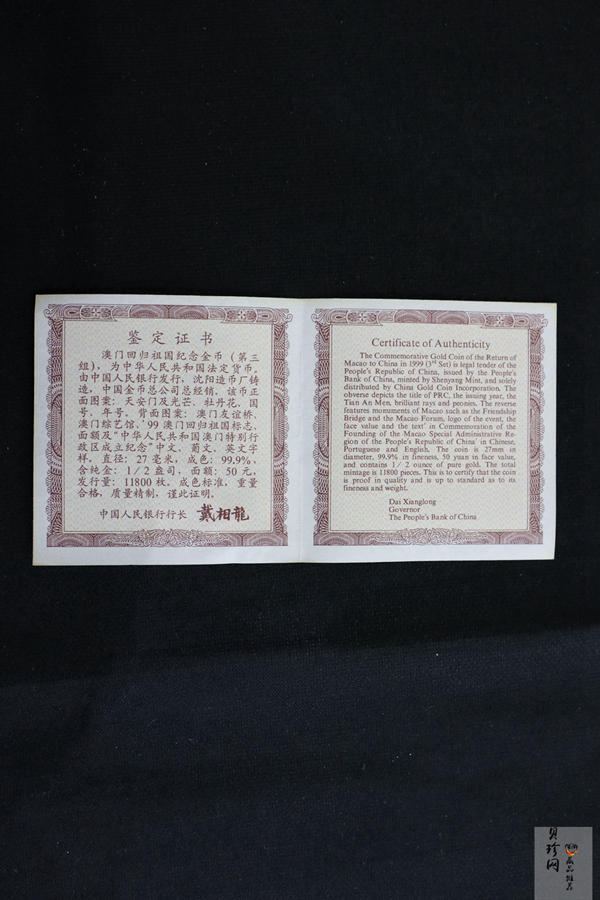 鉴定证书
澳门回归祖国纪念金币(第三
组),为中华人民共和国法定货币。
由中国人民银行发行,沈阳造币厂铸
造,中国金币总公司总经销。该币正
面图案:天安门及光芒、牡丹花、国
号、年号。背面图案:澳门友谊桥、
澳门综艺馆、'99澳门回归祖国标志、
面额及“中华人民共和国澳门特别行
政区成立纪念”中文、葡文、英文字
样。直径:27毫米,成色:99.9%,
含纯金:1/2盎司,面额:50元,
发行量:11800枚。成色标准,重量
合格,质量精制,谨此证明。
中国人民银行行长 戴相龍
Certificate of Authenticity
The Commemorative Gold Coin of the Return of
Macao to China in 1999 (3rd Set) is legal tender of the
People's Republic of China, issued by the People's
Bank of China, minted by Shenyang Mint, and solely
distributed by China Gold Coin Incorporation. The
obverse depicts the title of PRC, the issuing year, the
Tian An Men, brilliant rays and peonies. The reverse
features monuments of Macao such as the Friendship
Bridge and the Macao Forum, logo of the event, the
face value and the text' in Commemoration of the
Founding of the Macao Special Administrative Re-
gion of the People's Republic of China' in Chinese,
Portuguese and English. The coin is 27mm in
diameter, 99.9% in fineness, 50 yuan in face value,
and contains 1/2 ounce of pure gold. The total
mintage is 11800 pieces. This is to certify that the coin
is proof in quality and is up to standard as to its
fineness and weight.
Dai Xianglong
Governor
The People's Bank of China
贝珍网
藏品推荐